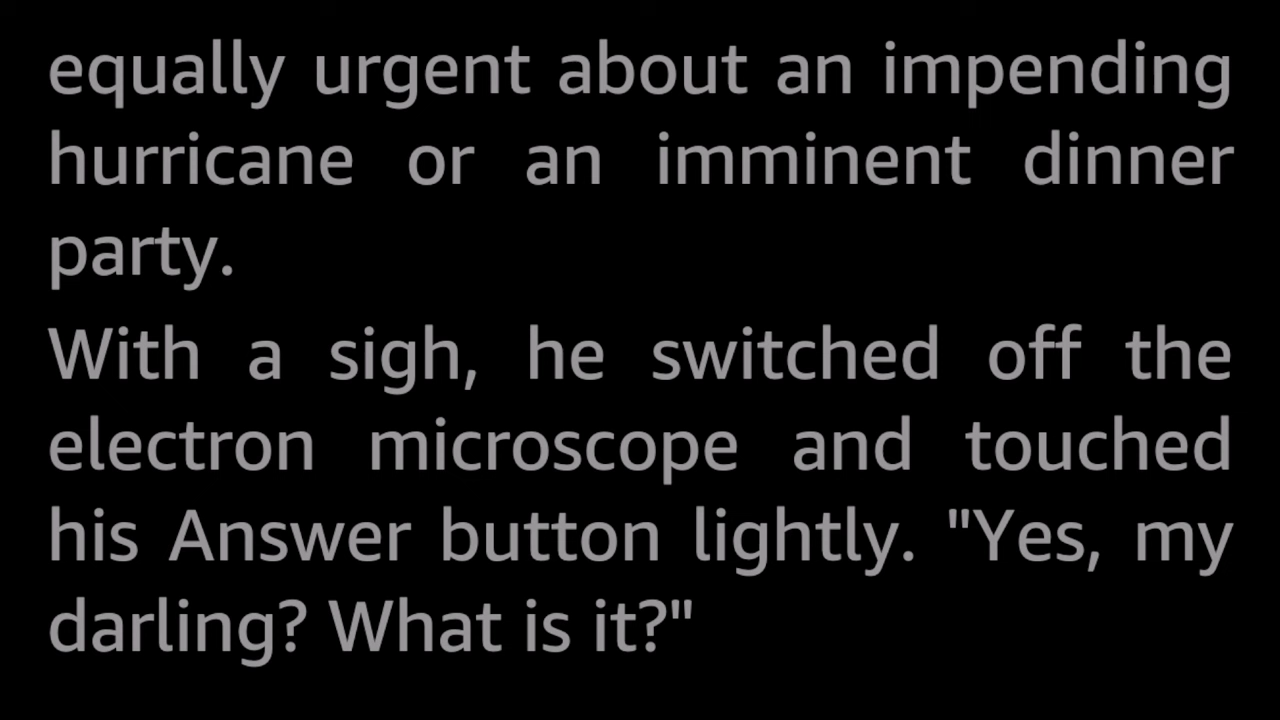 equally urgent about an impending
hurricane or an imminent dinner
party.
With a sigh, he switched off the
electron microscope and touched
his Answer button lightly. "Yes, my
darling? What is it?"